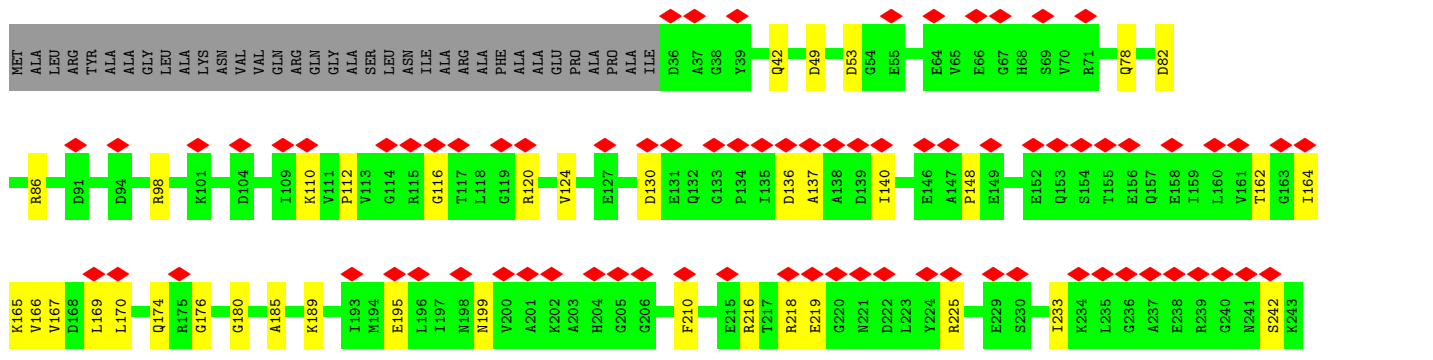 MET ALA LEU ARG TYR ALA ALA GLY LEU ALA LYS ASN VAL VAL GLN ARG GLN GLY ALA SER LEU ASN ILE ALA ARG ALA PHE ALA ALA GLU PRO ALA PRO ALA ILE D36 A37 G38 Y39 Q42 D49 D53 G54 E55 E64 V65 E66 G67 H68 S69 V70 R71 Q78 D82
R86 D91 D94 R98 K101 D104 I109 K110 V111 P112 V113 G114 R115 G116 T117 L118 G119 R120 V124 E127 D130 E131 Q132 G133 P134 I135 D136 A137 A138 D139 I140 E146 A147 P148 E149 E152 Q153 S154 T155 E156 Q157 E158 I159 L160 V161 T162 G163 I164
K165 V166 V167 D168 L169 L170 Q174 R175 G176 G180 A185 K189 I193 M194 E195 L196 I197 N198 N199 V200 A201 K202 A203 H204 G205 G206 F210 E215 R216 T217 R218 E219 G220 N221 D222 L223 Y224 R225 E229 S230 I233 K234 L235 G236 A237 E238 R239 G240 N241 S242 K243